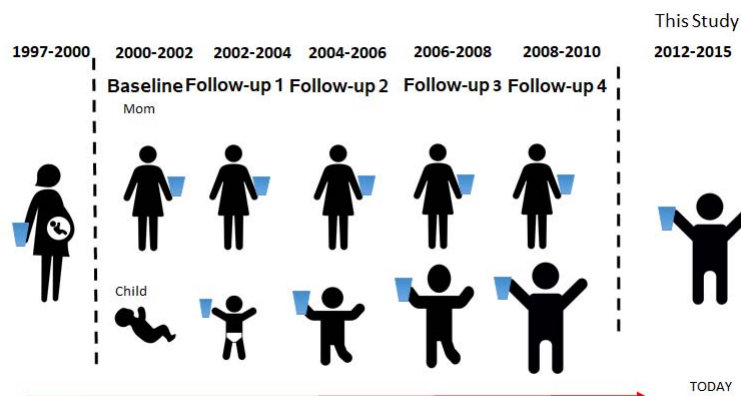 This Study
1997-2000 2000-2002 2002-2004 2004-2006 2006-2008 2008-2010 2012-2015
Baseline Follow-up 1 Follow-up 2 Follow-up 3 Follow-up 4
Mom
Child
TODAY